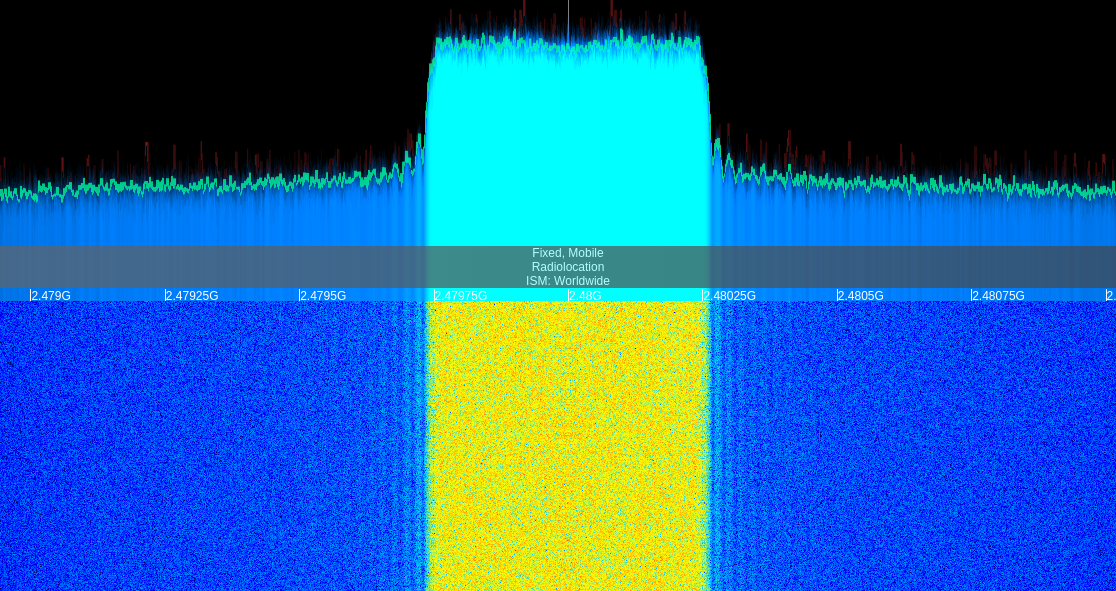 Fixed, Mobile
Radiolocation
ISM: Worldwide
2.479G 2.47925G 2.4795G 2.47975G 2.48G 2.48025G 2.4805G 2.48075G 2.